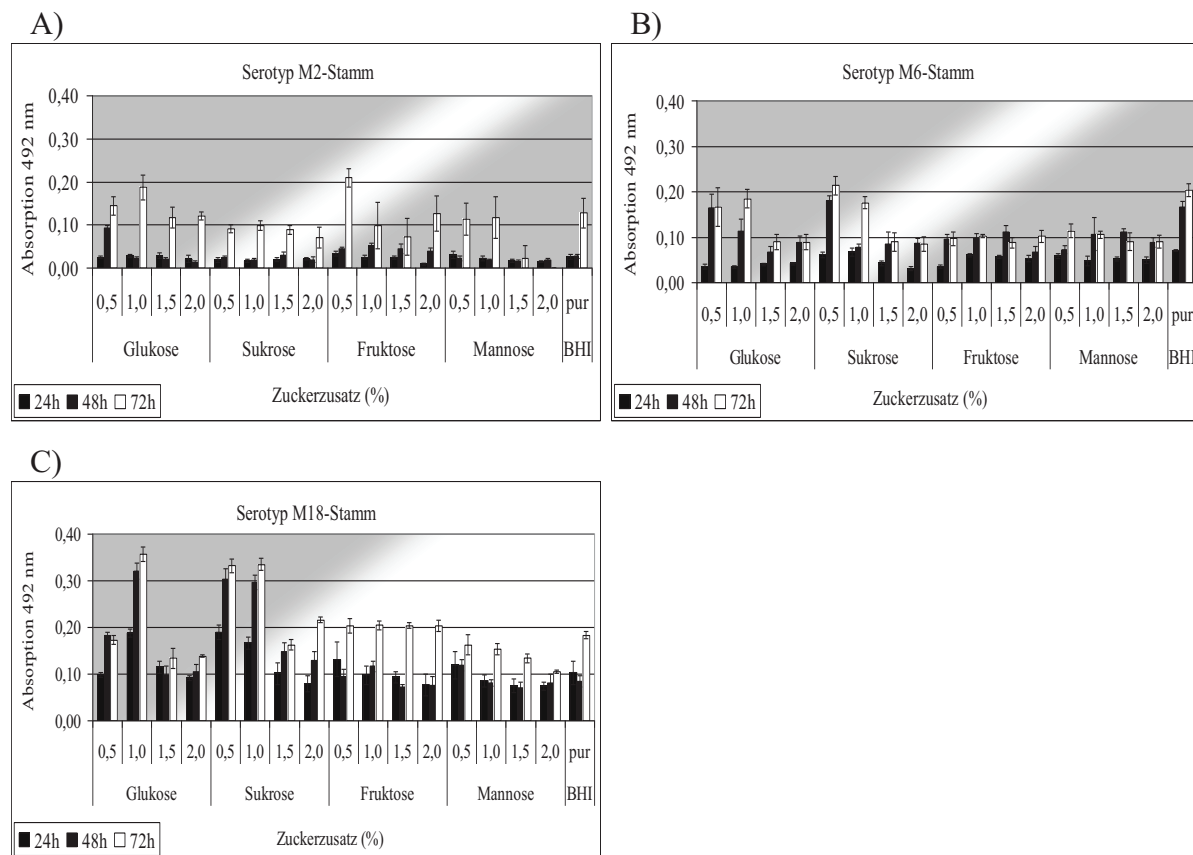 A)
Serotyp M2-Stamm
Absorption 492 nm
0,40
0,30
0,20
0,10
0,00
0,5 1,0 1,5 2,0 0,5 1,0 1,5 2,0 0,5 1,0 1,5 2,0 0,5 1,0 1,5 2,0 pur
Glukose Sukrose Fruktose Mannose BHI
Zuckerzusatz (%)
24h 48h 72h
B)
Serotyp M6-Stamm
Absorption 492 nm
0,40
0,30
0,20
0,10
0,00
0,5 1,0 1,5 2,0 0,5 1,0 1,5 2,0 0,5 1,0 1,5 2,0 0,5 1,0 1,5 2,0 pur
Glukose Sukrose Fruktose Mannose BHI
Zuckerzusatz (%)
24h 48h 72h
C)
Serotyp M18-Stamm
Absorption 492 nm
0,40
0,30
0,20
0,10
0,00
0,5 1,0 1,5 2,0 0,5 1,0 1,5 2,0 0,5 1,0 1,5 2,0 0,5 1,0 1,5 2,0 pur
Glukose Sukrose Fruktose Mannose BHI
Zuckerzusatz (%)
24h 48h 72h